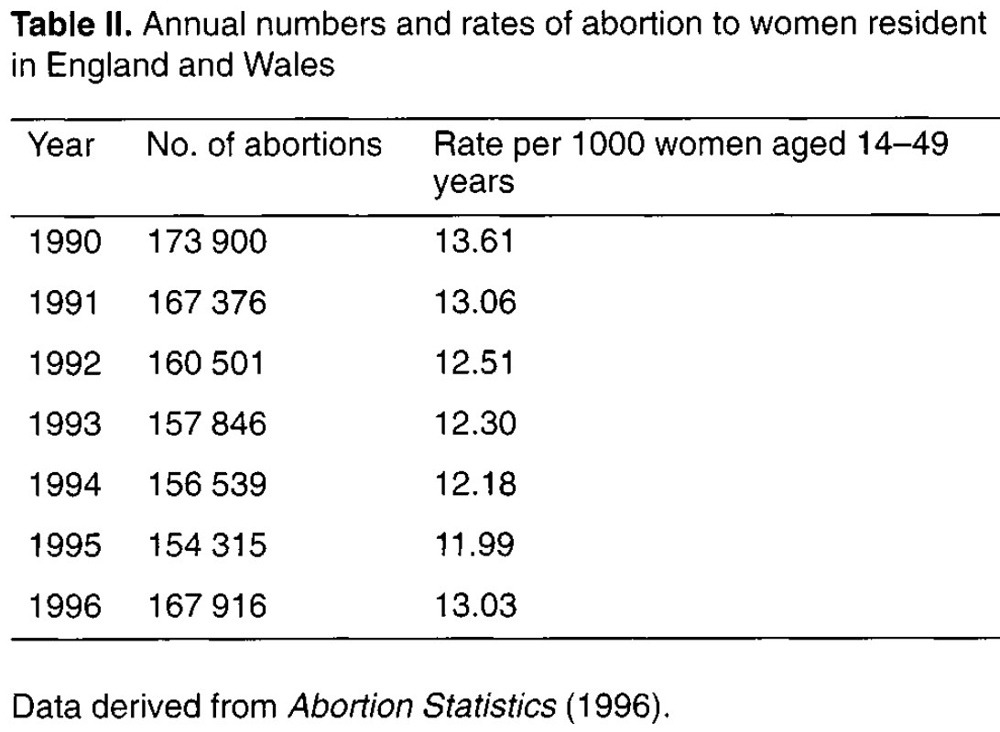 Table II. Annual numbers and rates of abortion to women resident
in England and Wales
Year No. of abortions Rate per 1000 women aged 14–49
years
1990 173 900 13.61
1991 167 376 13.06
1992 160 501 12.51
1993 157 846 12.30
1994 156 539 12.18
1995 154 315 11.99
1996 167 916 13.03
Data derived from Abortion Statistics (1996).